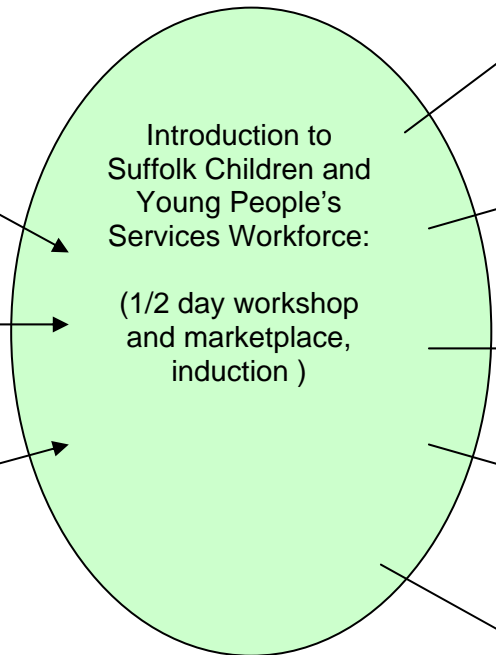 Introduction to
Suffolk Children and
Young People’s
Services Workforce:
(1/2 day workshop
and marketplace,
induction )